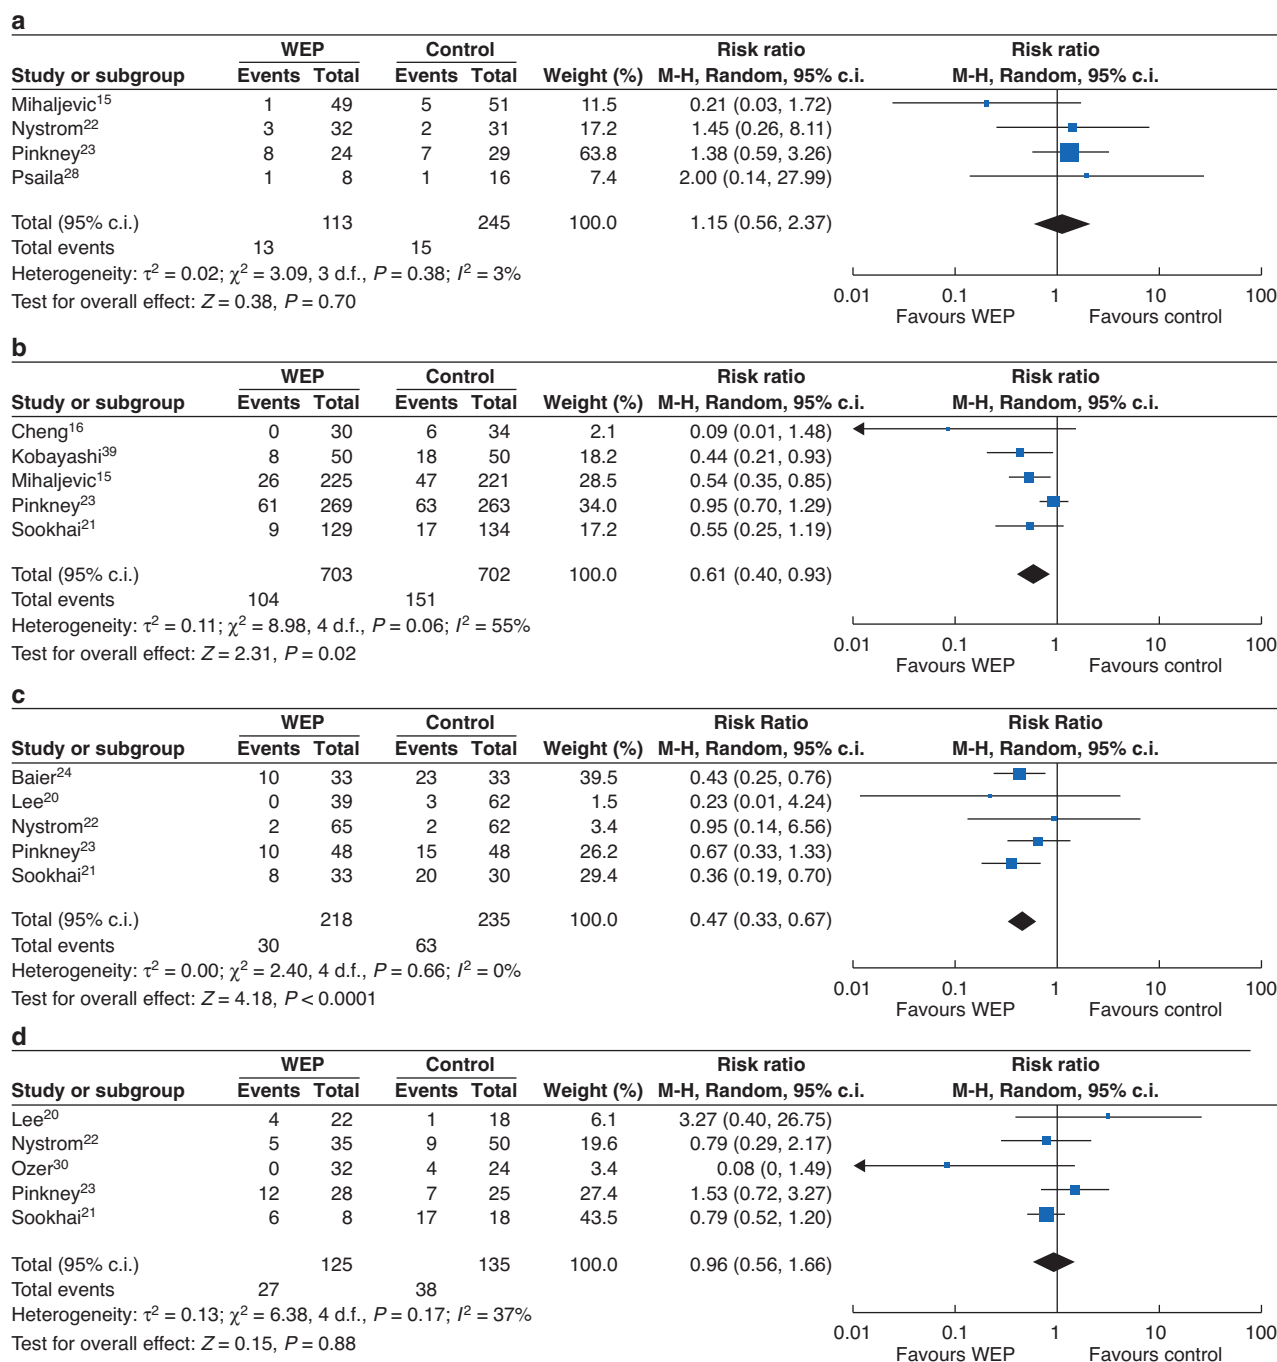 a
WEP Control Risk ratio Risk ratio
Study or subgroup Events Total Events Total Weight (%) M-H, Random, 95% c.i. M-H, Random, 95% c.i.
Mihaljevic15 1 49 5 51 11.5 0.21 (0.03, 1.72)
Nystrom22 3 32 2 31 17.2 1.45 (0.26, 8.11)
Pinkney23 8 24 7 29 63.8 1.38 (0.59, 3.26)
Psaila28 1 8 1 16 7.4 2.00 (0.14, 27.99)
Total (95% c.i.) 113 245 100.0 1.15 (0.56, 2.37)
Total events 13 15
Heterogeneity: τ2 = 0.02; χ2 = 3.09, 3 d.f., P = 0.38; I2 = 3%
Test for overall effect: Z = 0.38, P = 0.70
0.01 0.1 1 10 100
Favours WEP Favours control
b
WEP Control Risk ratio Risk ratio
Study or subgroup Events Total Events Total Weight (%) M-H, Random, 95% c.i. M-H, Random, 95% c.i.
Cheng16 0 30 6 34 2.1 0.09 (0.01, 1.48)
Kobayashi39 8 50 18 50 18.2 0.44 (0.21, 0.93)
Mihaljevic15 26 225 47 221 28.5 0.54 (0.35, 0.85)
Pinkney23 61 269 63 263 34.0 0.95 (0.70, 1.29)
Sookhai21 9 129 17 134 17.2 0.55 (0.25, 1.19)
Total (95% c.i.) 703 702 100.0 0.61 (0.40, 0.93)
Total events 104 151
Heterogeneity: τ2 = 0.11; χ2 = 8.98, 4 d.f., P = 0.06; I2 = 55%
Test for overall effect: Z = 2.31, P = 0.02
0.01 0.1 1 10 100
Favours WEP Favours control
c
WEP Control Risk Ratio Risk Ratio
Study or subgroup Events Total Events Total Weight (%) M-H, Random, 95% c.i. M-H, Random, 95% c.i.
Baier24 10 33 23 33 39.5 0.43 (0.25, 0.76)
Lee20 0 39 3 62 1.5 0.23 (0.01, 4.24)
Nystrom22 2 65 2 62 3.4 0.95 (0.14, 6.56)
Pinkney23 10 48 15 48 26.2 0.67 (0.33, 1.33)
Sookhai21 8 33 20 30 29.4 0.36 (0.19, 0.70)
Total (95% c.i.) 218 235 100.0 0.47 (0.33, 0.67)
Total events 30 63
Heterogeneity: τ2 = 0.00; χ2 = 2.40, 4 d.f., P = 0.66; I2 = 0%
Test for overall effect: Z = 4.18, P < 0.0001
0.01 0.1 1 10 100
Favours WEP Favours control
d
WEP Control Risk ratio Risk ratio
Study or subgroup Events Total Events Total Weight (%) M-H, Random, 95% c.i. M-H, Random, 95% c.i.
Lee20 4 22 1 18 6.1 3.27 (0.40, 26.75)
Nystrom22 5 35 9 50 19.6 0.79 (0.29, 2.17)
Ozer30 0 32 4 24 3.4 0.08 (0, 1.49)
Pinkney23 12 28 7 25 27.4 1.53 (0.72, 3.27)
Sookhai21 6 8 17 18 43.5 0.79 (0.52, 1.20)
Total (95% c.i.) 125 135 100.0 0.96 (0.56, 1.66)
Total events 27 38
Heterogeneity: τ2 = 0.13; χ2 = 6.38, 4 d.f., P = 0.17; I2 = 37%
Test for overall effect: Z = 0.15, P = 0.88
0.01 0.1 1 10 100
Favours WEP Favours control